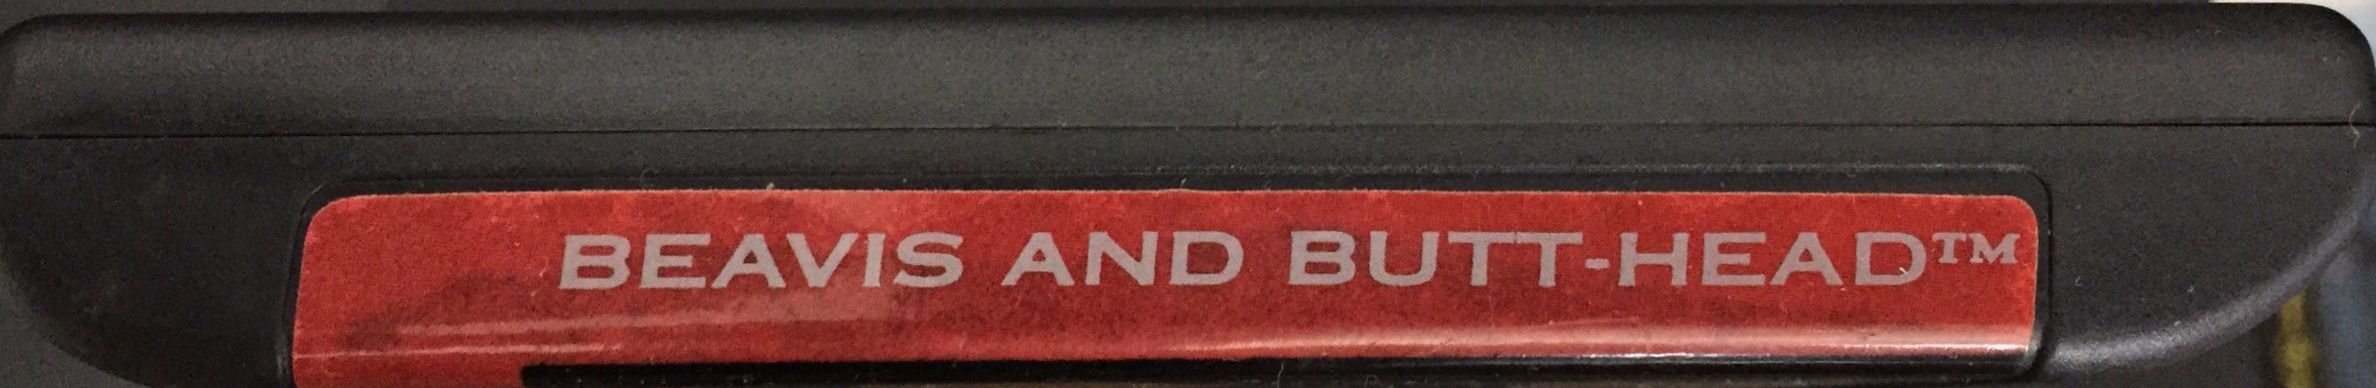 BEAVIS AND BUTT-HEAD™